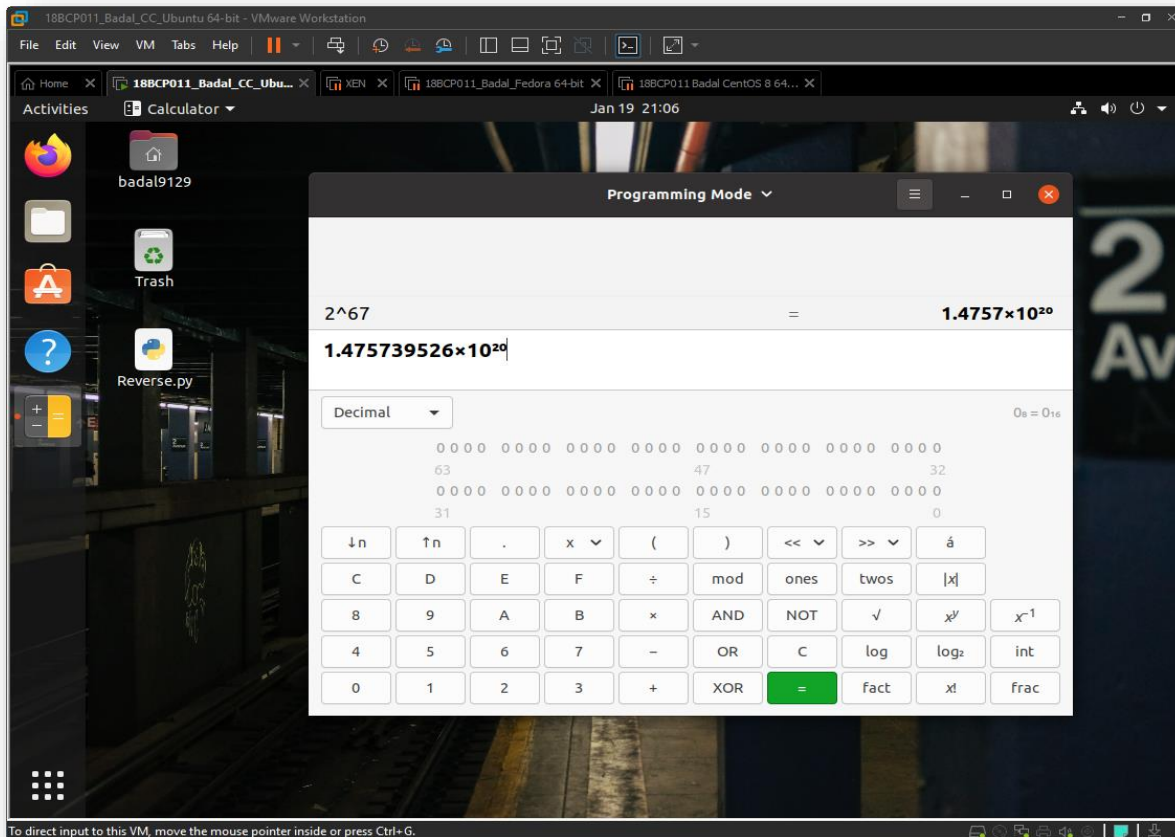 18BCP011_Badal_CC_Ubuntu 64-bit - VMware Workstation
File Edit View VM Tabs Help
Home 18BCP011_Badal_CC_Ubu... XEN 18BCP011_Badal_Fedora 64-bit 18BCP011 Badal CentOS 8 64...
Activities Calculator Jan 19 21:06
badal9129
Trash
Reverse.py
Programming Mode
2^67 = 1.4757×10²⁰
1.475739526×10²⁰
Decimal 0₈ = 0₁₆
0000 0000 0000 0000 0000 0000 0000 0000
63 47 32
0000 0000 0000 0000 0000 0000 0000 0000
31 15 0
↓n ↑n . x ( ) << >> á
C D E F ÷ mod ones twos |x|
8 9 A B × AND NOT √ xʸ x⁻¹
4 5 6 7 − OR C log log₂ int
0 1 2 3 + XOR = fact x! frac
2
Av
To direct input to this VM, move the mouse pointer inside or press Ctrl+G.